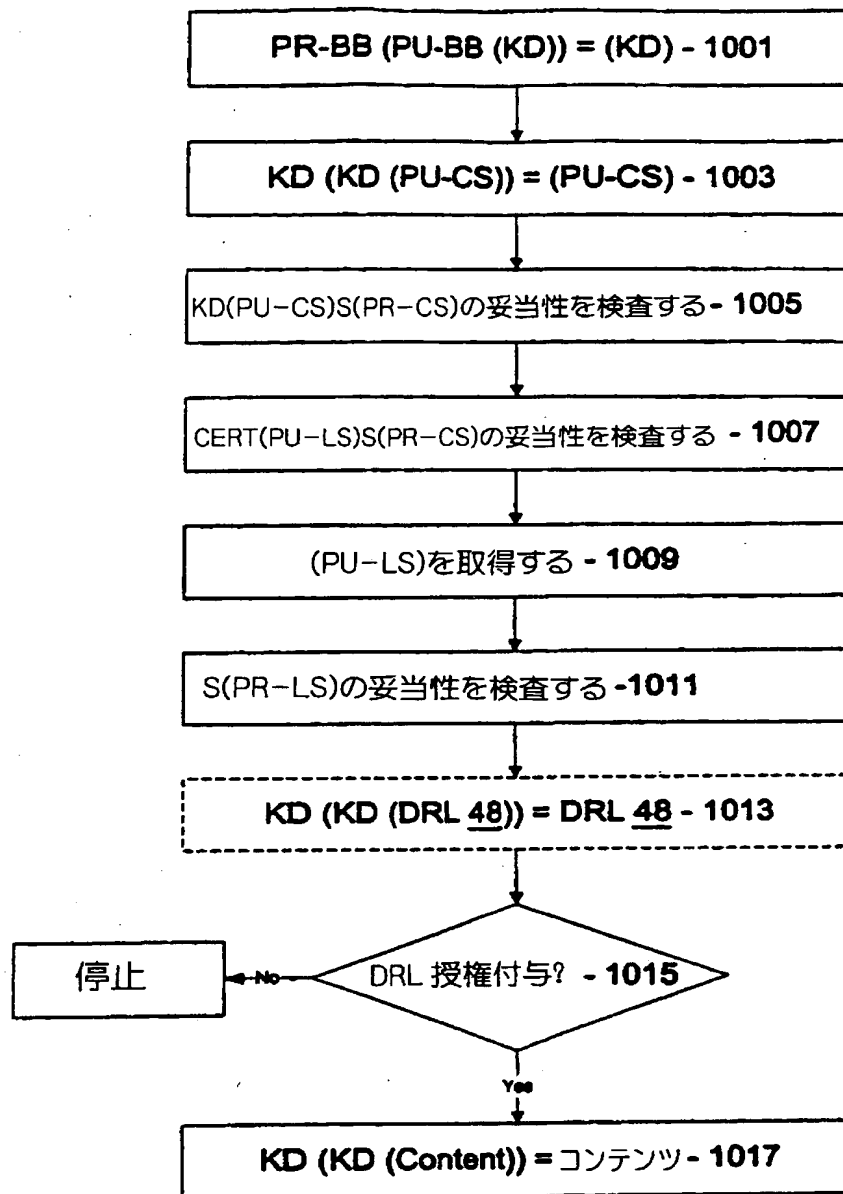 PR-BB (PU-BB (KD)) = (KD) - 1001
KD (KD (PU-CS)) = (PU-CS) - 1003
KD(PU-CS)S(PR-CS)の妥当性を検査する - 1005
CERT(PU-LS)S(PR-CS)の妥当性を検査する - 1007
(PU-LS)を取得する - 1009
S(PR-LS)の妥当性を検査する -1011
KD (KD (DRL 48)) = DRL 48 - 1013
DRL 授権付与? - 1015
No
停止
Yes
KD (KD (Content)) = コンテンツ - 1017